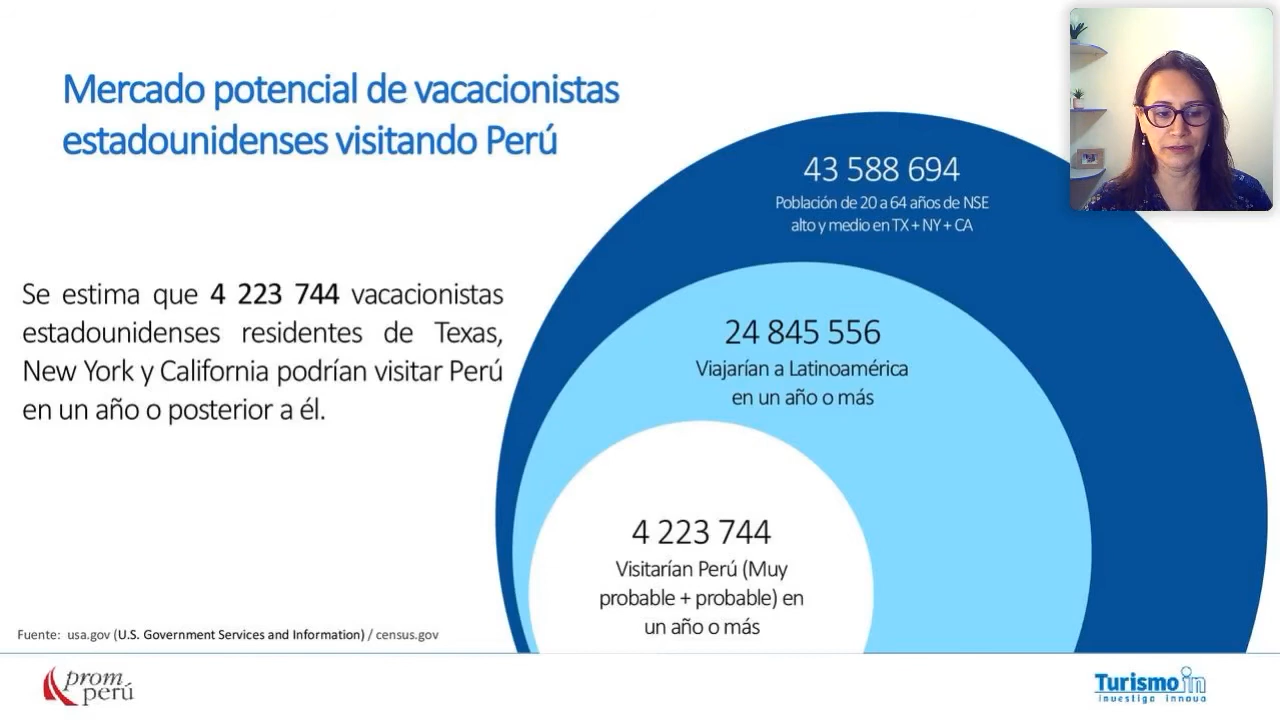 Mercado potencial de vacacionistas
estadounidenses visitando Perú
43 588 694
Población de 20 a 64 años de NSE
alto y medio en TX + NY + CA
Se estima que 4 223 744 vacacionistas
estadounidenses residentes de Texas,
New York y California podrían visitar Perú
en un año o posterior a él.
24 845 556
Viajarían a Latinoamérica
en un año o más
4 223 744
Visitarían Perú (Muy
probable + probable) en
un año o más
Fuente: usa.gov (U.S. Government Services and Information) / census.gov
prom
perú
Turismo in
investiga innova